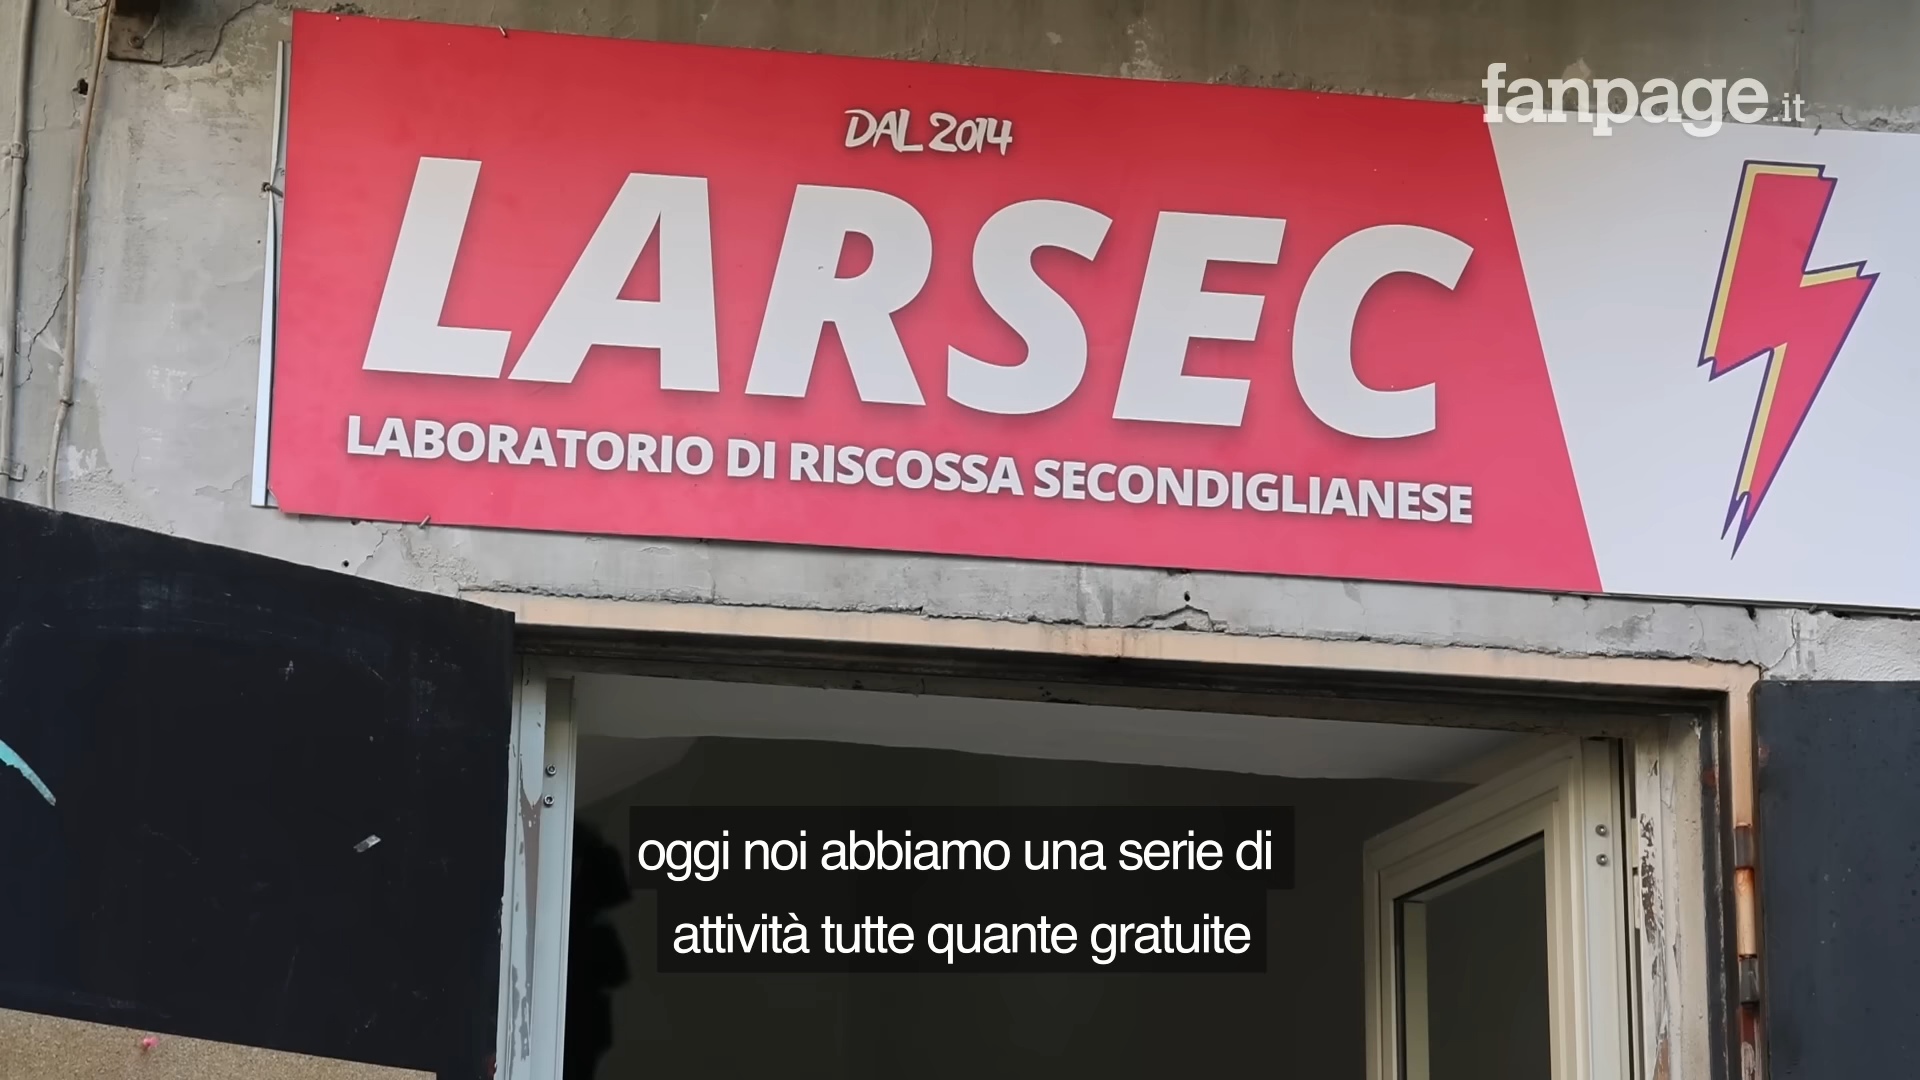 fanpage.it
DAL 2014
LARSEC
LABORATORIO DI RISCOSSA SECONDIGLIANESE
oggi noi abbiamo una serie di
attività tutte quante gratuite